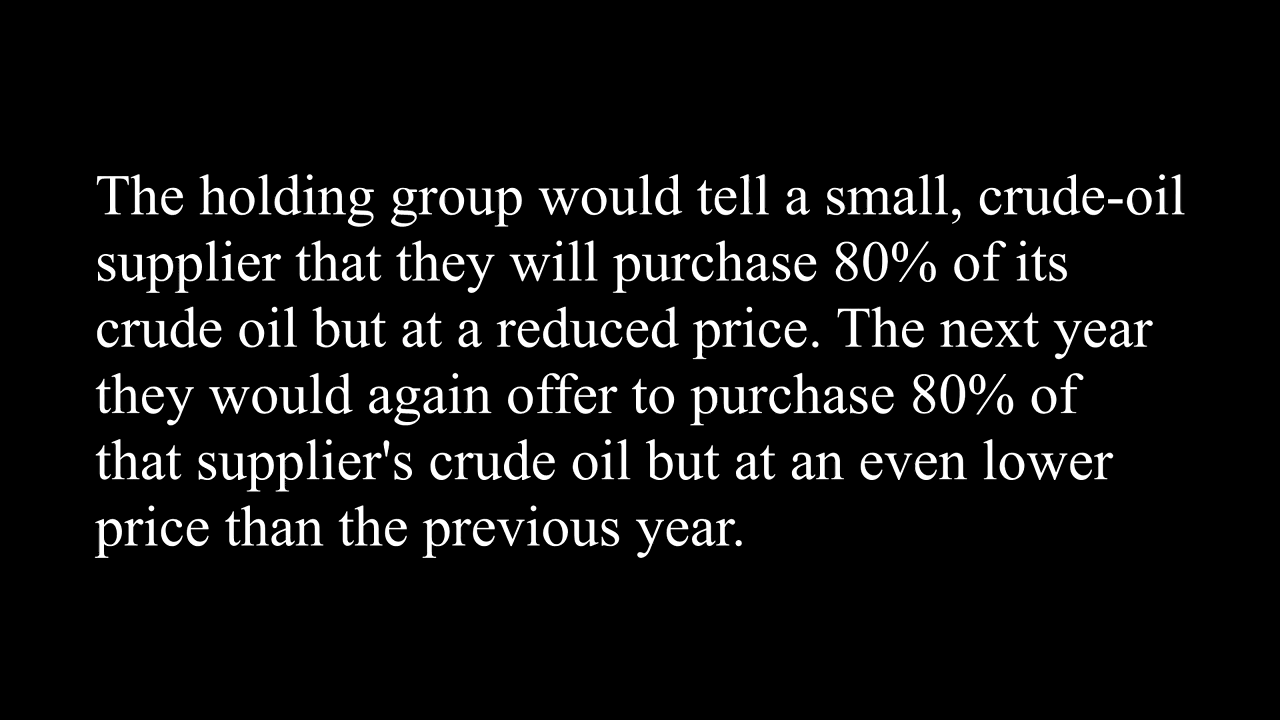 The holding group would tell a small, crude-oil
supplier that they will purchase 80% of its
crude oil but at a reduced price. The next year
they would again offer to purchase 80% of
that supplier's crude oil but at an even lower
price than the previous year.